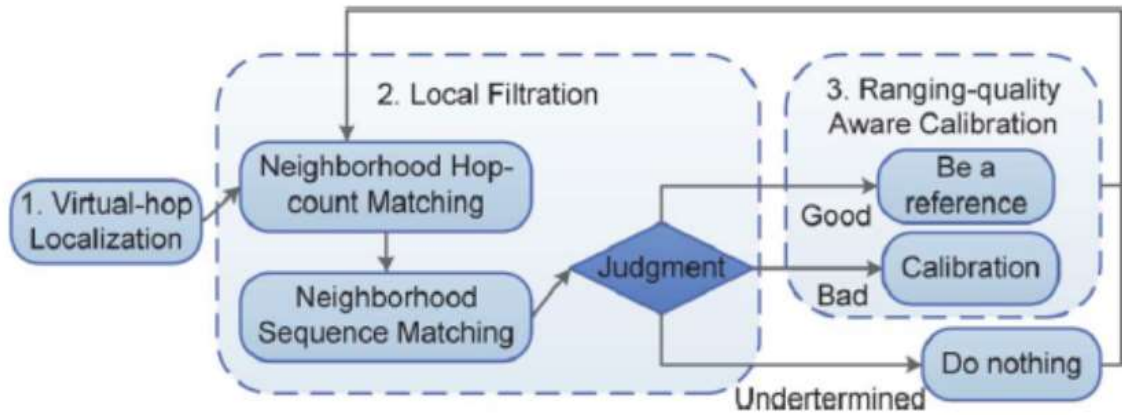 2. Local Filtration
3. Ranging-quality
Aware Calibration
1. Virtual-hop
Localization
Neighborhood Hop-
count Matching
Neighborhood
Sequence Matching
Judgment
Good
Be a
reference
Bad
Calibration
Undertermined
Do nothing